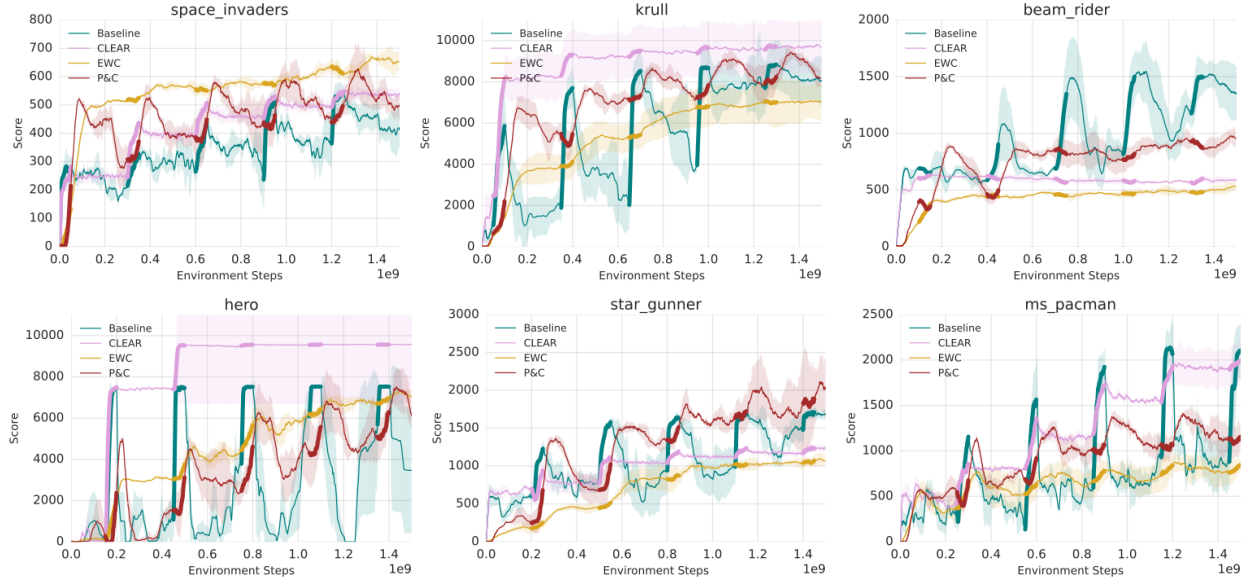 space_invaders
800
700
600
500
400
300
200
100
0
Score
Baseline
CLEAR
EWC
P&C
0.0 0.2 0.4 0.6 0.8 1.0 1.2 1.4
Environment Steps
1e9
krull
10000
8000
6000
4000
2000
0
Score
Baseline
CLEAR
EWC
P&C
0.0 0.2 0.4 0.6 0.8 1.0 1.2 1.4
Environment Steps
1e9
beam_rider
2000
1500
1000
500
0
Score
Baseline
CLEAR
EWC
P&C
0.0 0.2 0.4 0.6 0.8 1.0 1.2 1.4
Environment Steps
1e9
hero
10000
8000
6000
4000
2000
0
Score
Baseline
CLEAR
EWC
P&C
0.0 0.2 0.4 0.6 0.8 1.0 1.2 1.4
Environment Steps
1e9
star_gunner
3000
2500
2000
1500
1000
500
0
Score
Baseline
CLEAR
EWC
P&C
0.0 0.2 0.4 0.6 0.8 1.0 1.2 1.4
Environment Steps
1e9
ms_pacman
2500
2000
1500
1000
500
0
Score
Baseline
CLEAR
EWC
P&C
0.0 0.2 0.4 0.6 0.8 1.0 1.2 1.4
Environment Steps
1e9